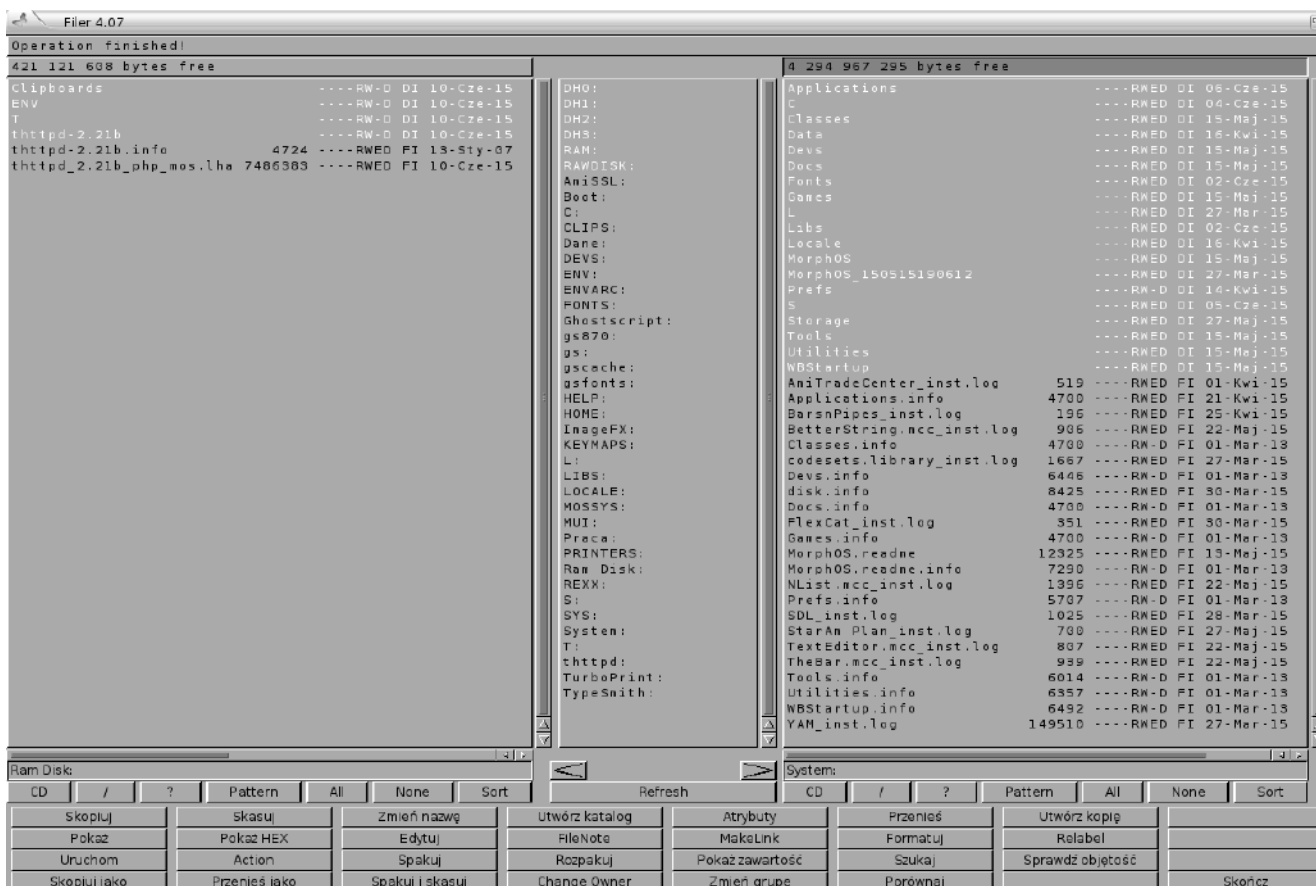 Filer 4.07
Operation finished!
421 121 608 bytes free
Clipboards ----RW-D DI 10-Cze-15
ENV ----RW-D DI 10-Cze-15
T ----RW-D DI 10-Cze-15
thttpd-2.21b ----RW-D DI 10-Cze-15
thttpd-2.21b.info 4724 ----RWED FI 13-Sty-07
thttpd_2.21b_php_mos.lha 7486383 ----RWED FI 10-Cze-15
DH0:
DH1:
DH2:
DH3:
RAM:
RAWDISK:
AmiSSL:
Boot:
C:
CLIPS:
Dane:
DEVS:
ENV:
ENVARC:
FONTS:
Ghostscript:
gs870:
gs:
gscache:
gsfonts:
HELP:
HOME:
ImageFX:
KEYMAPS:
L:
LIBS:
LOCALE:
MOSSYS:
MUI:
Praca:
PRINTERS:
Ram Disk:
REXX:
S:
SYS:
System:
T:
thttpd:
TurboPrint:
TypeSmith:
4 294 967 295 bytes free
Applications ----RWED DI 06-Cze-15
C ----RWED DI 04-Cze-15
Classes ----RWED DI 15-Maj-15
Data ----RWED DI 16-Kwi-15
Devs ----RWED DI 15-Maj-15
Docs ----RWED DI 15-Maj-15
Fonts ----RWED DI 02-Cze-15
Games ----RWED DI 15-Maj-15
L ----RWED DI 27-Mar-15
Libs ----RWED DI 02-Cze-15
Locale ----RWED DI 16-Kwi-15
MorphOS ----RWED DI 15-Maj-15
MorphOS_150515190612 ----RWED DI 27-Mar-15
Prefs ----RW-D DI 14-Kwi-15
S ----RWED DI 05-Cze-15
Storage ----RWED DI 27-Maj-15
Tools ----RWED DI 15-Maj-15
Utilities ----RWED DI 15-Maj-15
WBStartup ----RWED DI 15-Maj-15
AmiTradeCenter_inst.log 519 ----RWED FI 01-Kwi-15
Applications.info 4700 ----RWED FI 21-Kwi-15
BarsnPipes_inst.log 196 ----RWED FI 25-Kwi-15
BetterString.mcc_inst.log 906 ----RWED FI 22-Maj-15
Classes.info 4700 ----RW-D FI 01-Mar-13
codesets.library_inst.log 1667 ----RWED FI 27-Mar-15
Devs.info 6446 ----RW-D FI 01-Mar-13
disk.info 8425 ----RWED FI 30-Mar-15
Docs.info 4700 ----RW-D FI 01-Mar-13
FlexCat_inst.log 351 ----RWED FI 30-Mar-15
Games.info 4700 ----RW-D FI 01-Mar-13
MorphOS.readme 12325 ----RWED FI 13-Maj-15
MorphOS.readme.info 7290 ----RW-D FI 01-Mar-13
NList.mcc_inst.log 1396 ----RWED FI 22-Maj-15
Prefs.info 5707 ----RW-D FI 01-Mar-13
SDL_inst.log 1025 ----RWED FI 28-Mar-15
StarAm Plan_inst.log 700 ----RWED FI 27-Maj-15
TextEditor.mcc_inst.log 807 ----RWED FI 22-Maj-15
TheBar.mcc_inst.log 939 ----RWED FI 22-Maj-15
Tools.info 6014 ----RW-D FI 01-Mar-13
Utilities.info 6357 ----RW-D FI 01-Mar-13
WBStartup.info 6492 ----RW-D FI 01-Mar-13
YAM_inst.log 149510 ----RWED FI 27-Mar-15
Ram Disk:
System:
CD / ? Pattern All None Sort
Refresh
CD / ? Pattern All None Sort
Skopiuj Skasuj Zmień nazwę Utwórz katalog Atrybuty Przenieś Utwórz kopię
Pokaż Pokaż HEX Edytuj FileNote MakeLink Formatuj Relabel
Uruchom Action Spakuj Rozpakuj Pokaż zawartość Szukaj Sprawdź objętość
Skopiuj jako Przenieś jako Spakuj i skasuj Change Owner Zmień grupę Porównaj Skończ